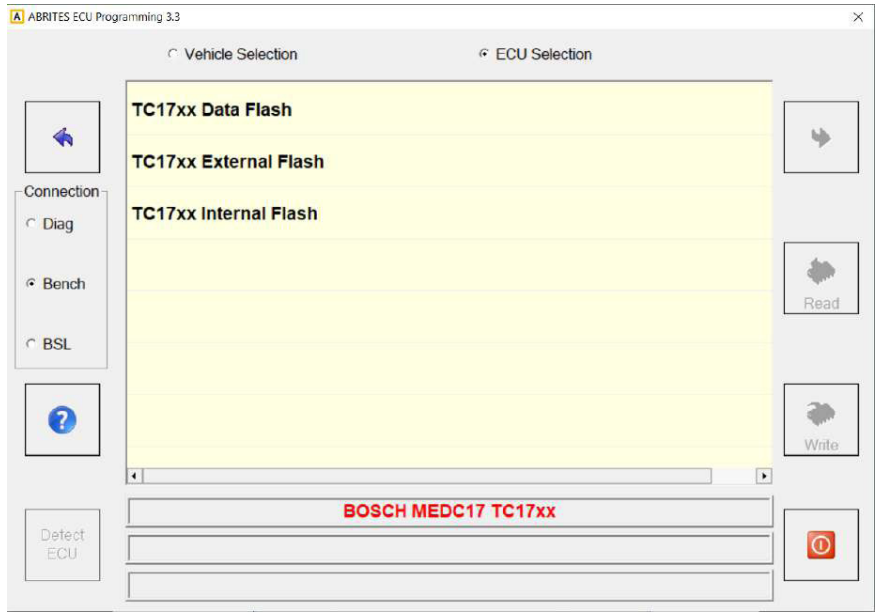 A ABRITES ECU Programming 3.3
Vehicle Selection
ECU Selection
TC17xx Data Flash
TC17xx External Flash
TC17xx Internal Flash
Connection
Diag
Bench
BSL
?
Read
Write
BOSCH MEDC17 TC17xx
Detect
ECU